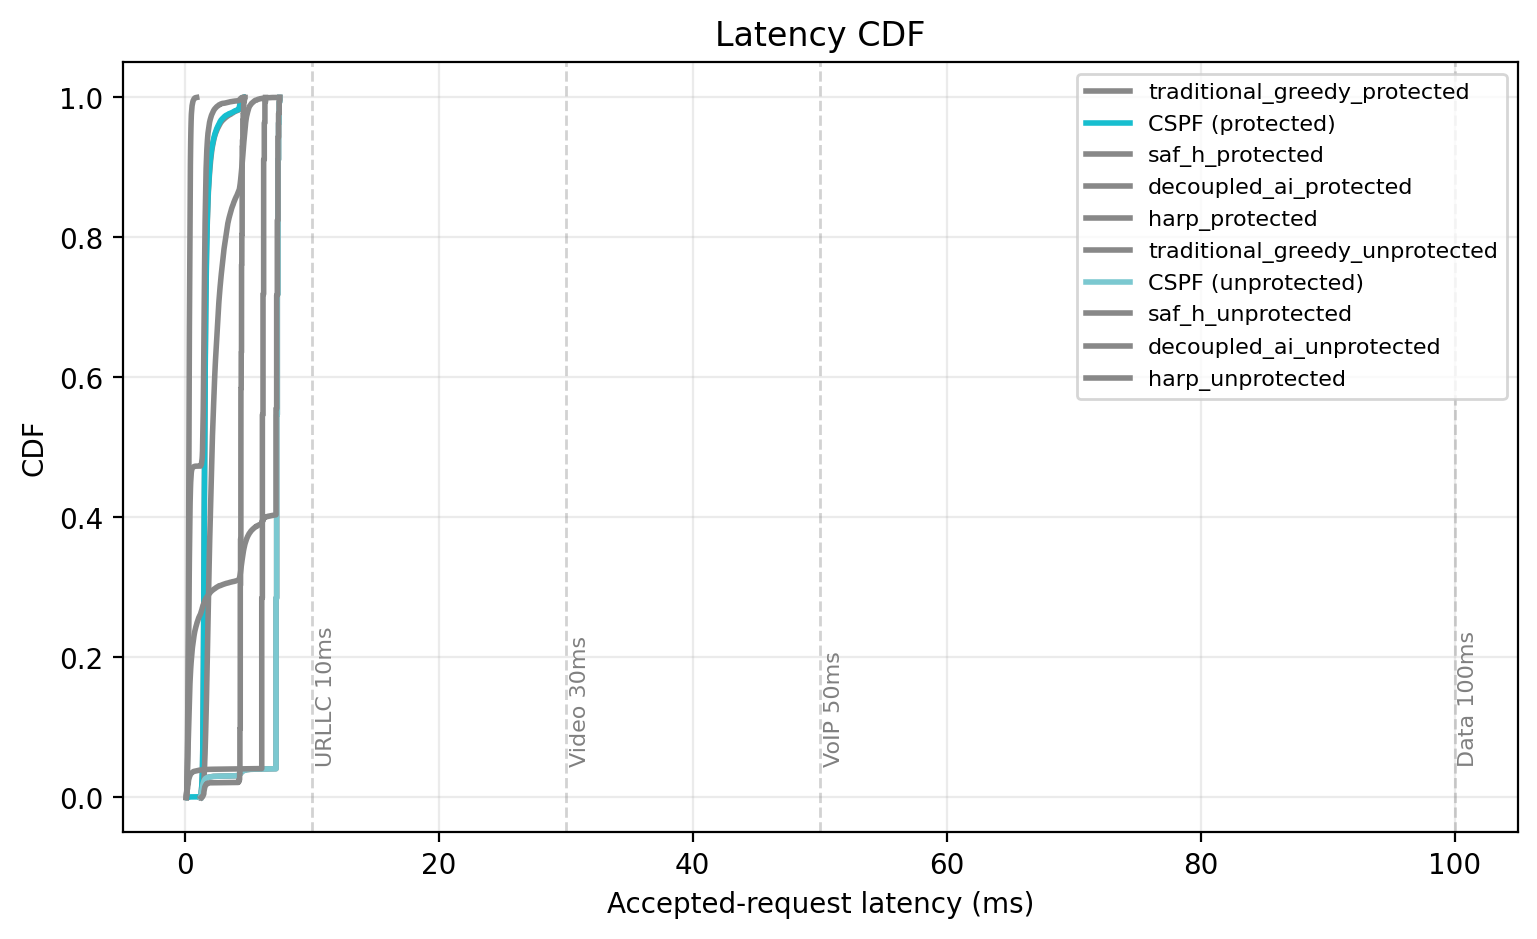 Latency CDF
1.0
0.8
0.6
0.4
0.2
0.0
CDF
traditional_greedy_protected
CSPF (protected)
saf_h_protected
decoupled_ai_protected
harp_protected
traditional_greedy_unprotected
CSPF (unprotected)
saf_h_unprotected
decoupled_ai_unprotected
harp_unprotected
URLLC 10ms
Video 30ms
VoIP 50ms
Data 100ms
0
20
40
60
80
100
Accepted-request latency (ms)